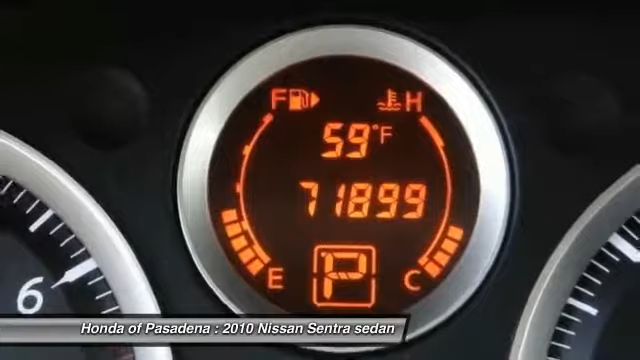 F H
59°F
71899
E P C
6
Honda of Pasadena : 2010 Nissan Sentra sedan